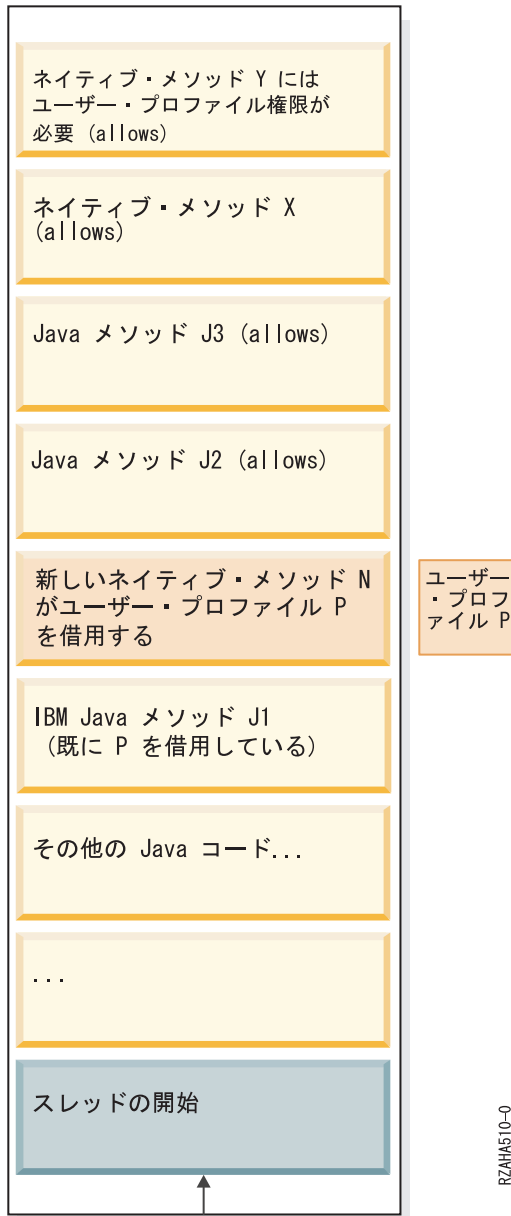 ネイティブ・メソッド Y には
ユーザー・プロファイル権限が
必要 (allows)
ネイティブ・メソッド X
(allows)
Java メソッド J3 (allows)
Java メソッド J2 (allows)
新しいネイティブ・メソッド N
がユーザー・プロファイル P
を借用する
ユーザー
・プロフ
ァイル P
IBM Java メソッド J1
(既に P を借用している)
その他の Java コード...
...
スレッドの開始
RZAHA510-0